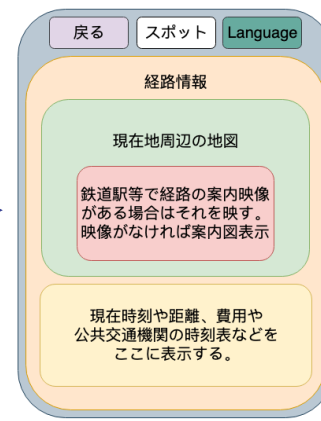 戻る スポット Language
経路情報
現在地周辺の地図
鉄道駅等で経路の案内映像
がある場合はそれを映す。
映像がなければ案内図表示
現在時刻や距離、費用や
公共交通機関の時刻表などを
ここに表示する。